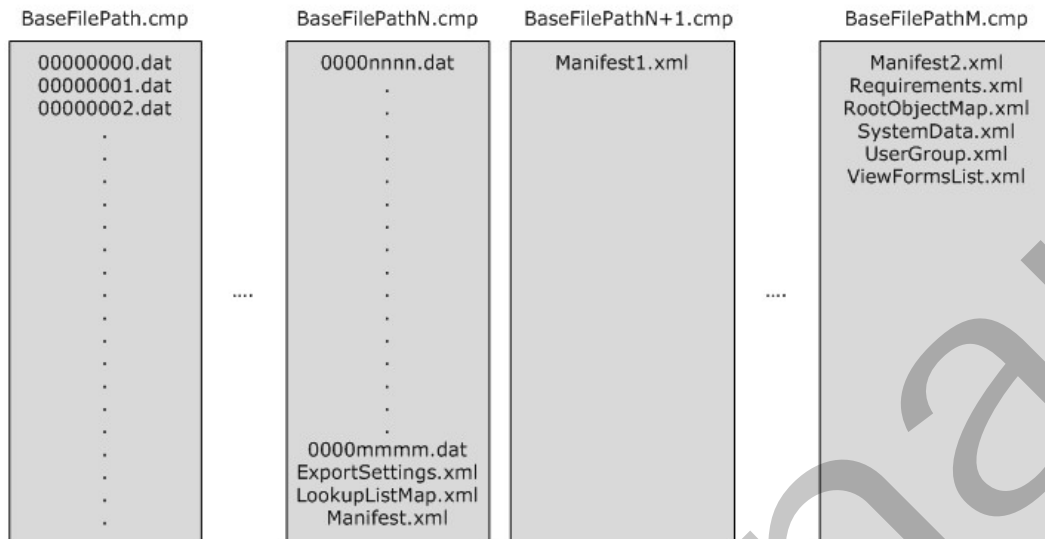 BaseFilePath.cmp
00000000.dat
00000001.dat
00000002.dat
....
BaseFilePathN.cmp
0000nnnn.dat
0000mmmm.dat
ExportSettings.xml
LookupListMap.xml
Manifest.xml
BaseFilePathN+1.cmp
Manifest1.xml
....
BaseFilePathM.cmp
Manifest2.xml
Requirements.xml
RootObjectMap.xml
SystemData.xml
UserGroup.xml
ViewFormsList.xml